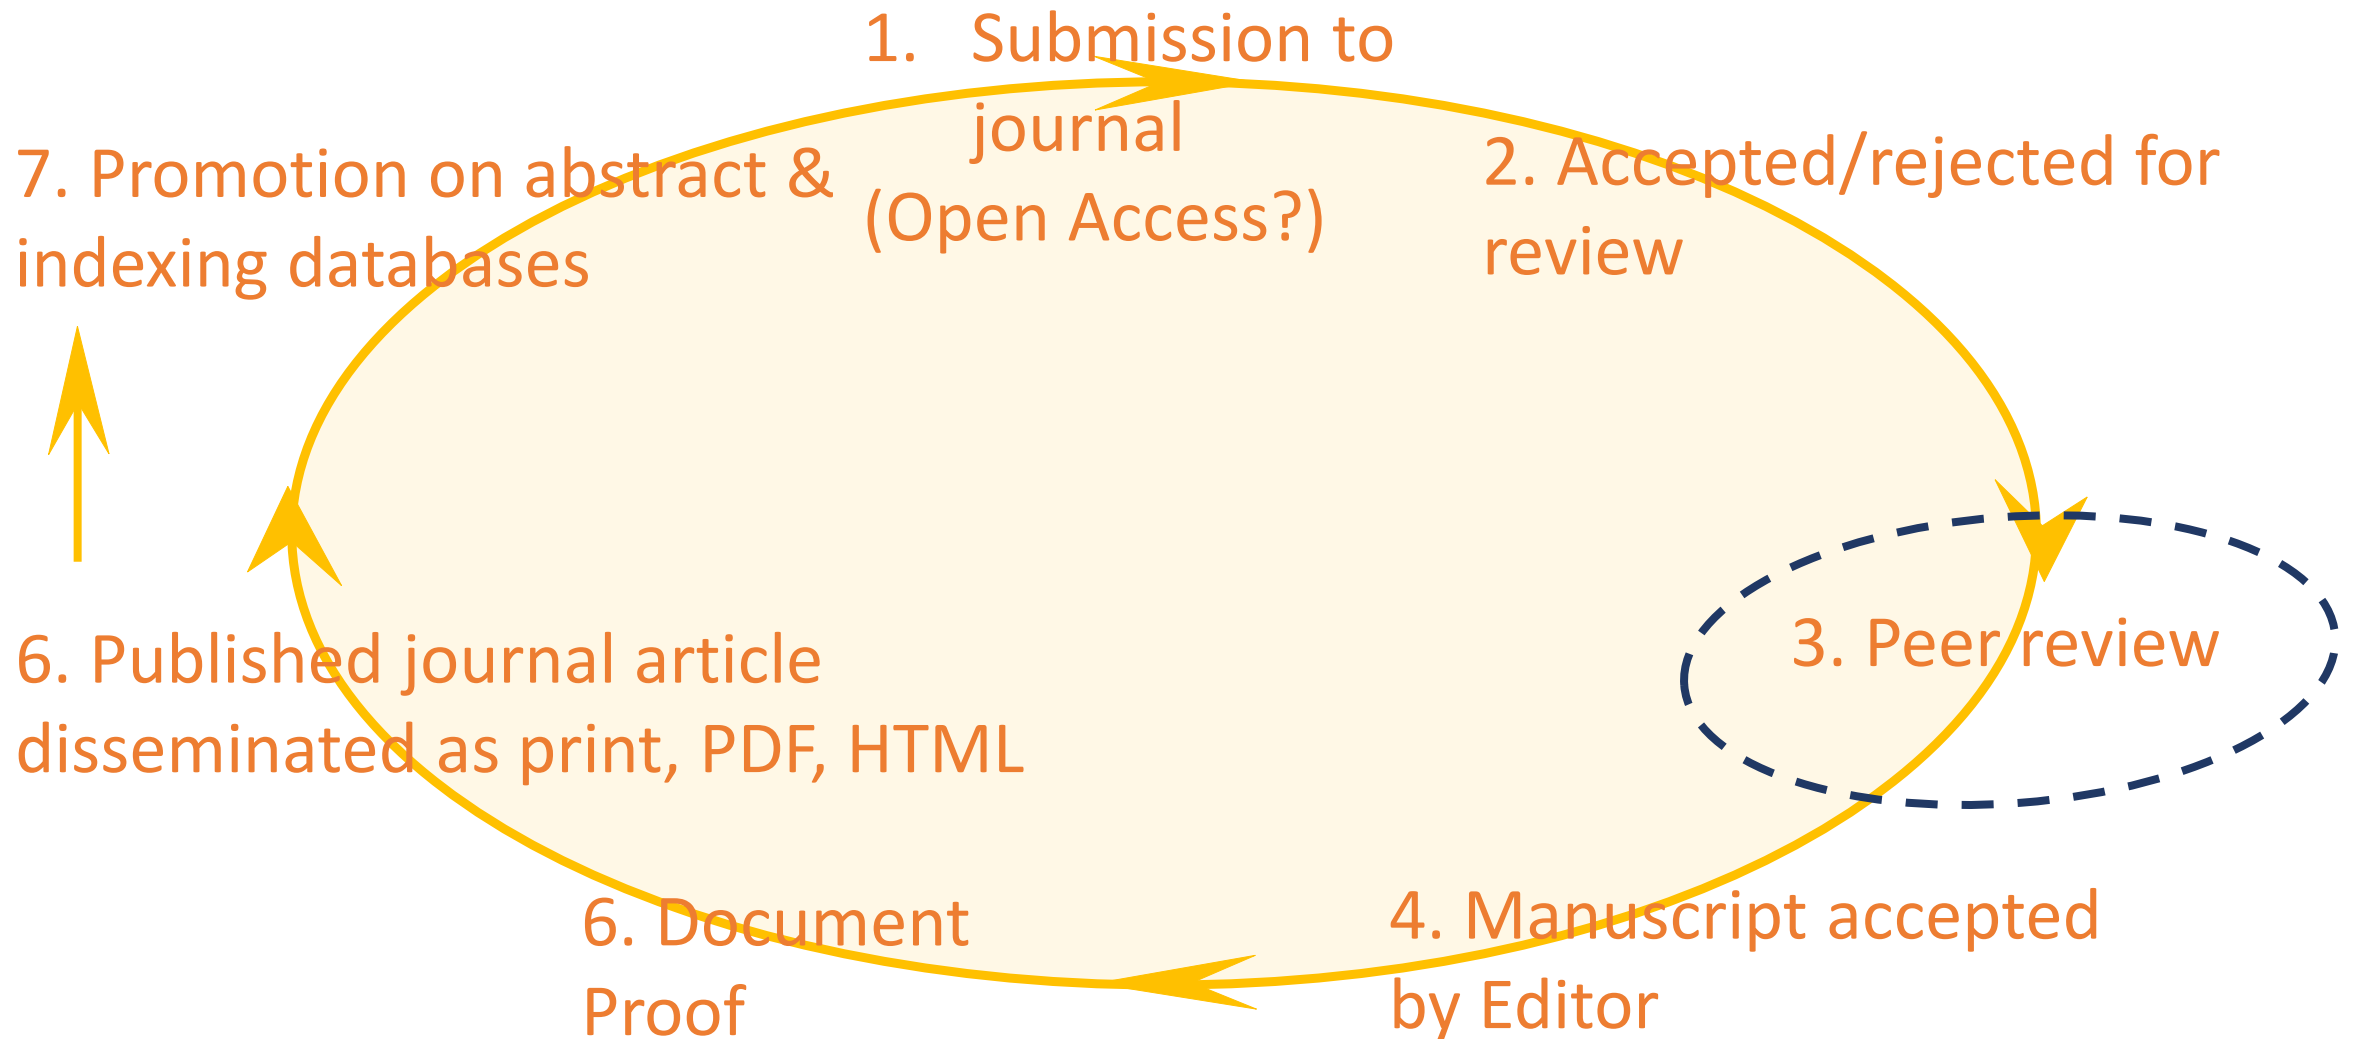 1. Submission to
journal
(Open Access?)
2. Accepted/rejected for
review
3. Peer review
4. Manuscript accepted
by Editor
6. Document
Proof
6. Published journal article
disseminated as print, PDF, HTML
7. Promotion on abstract &
indexing databases